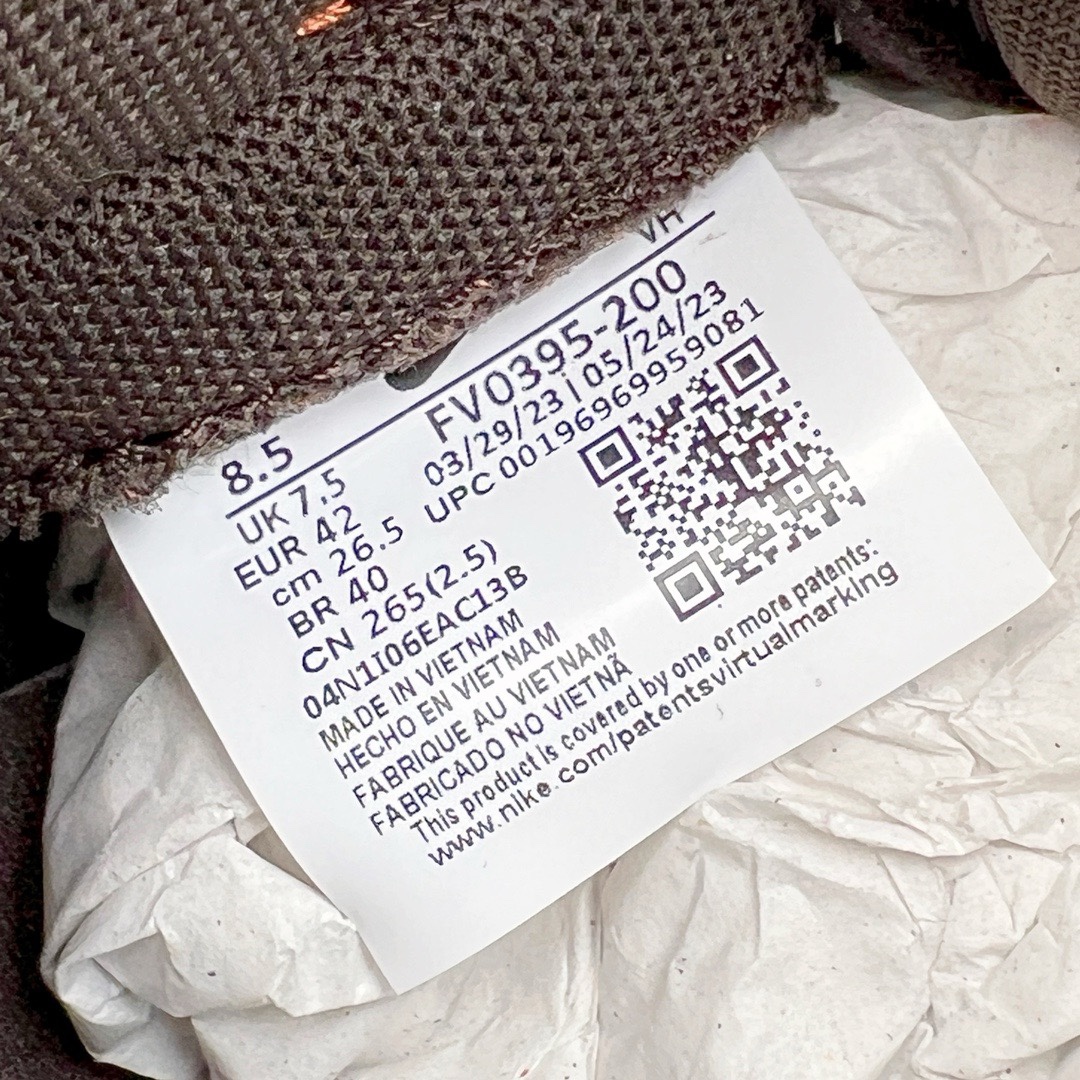 VH
8.5 FV0395-200
UK 7.5 03/29/23 | 05/24/23
EUR 42 UPC 00196969959081
cm 26.5
BR 40
CN 265(2.5)
04N1I06EAC13B
MADE IN VIETNAM
HECHO EN VIETNAM
FABRIQUE AU VIETNAM
FABRICADO NO VIETNÃ
This product is covered by one or more patents:
www.nike.com/patentsvirtualmarking